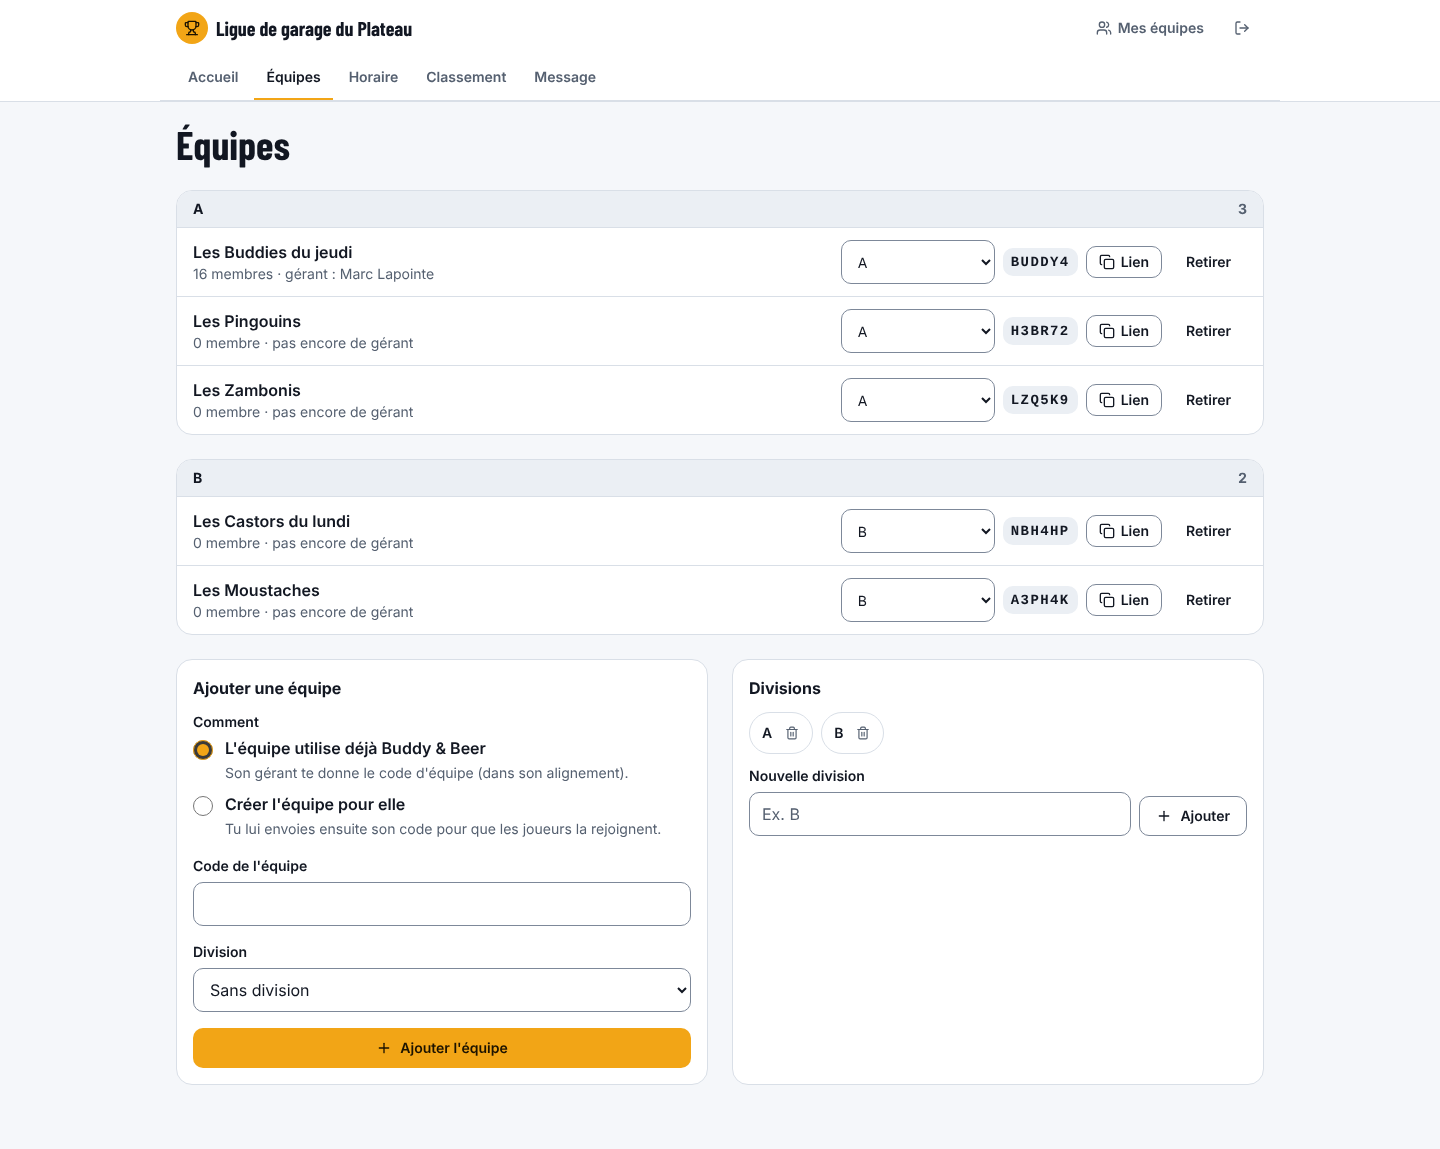 Ligue de garage du Plateau
Mes équipes
Accueil Équipes Horaire Classement Message
Équipes
A 3
Les Buddies du jeudi
16 membres · gérant : Marc Lapointe
A BUDDY4 Lien Retirer
Les Pingouins
0 membre · pas encore de gérant
A H3BR72 Lien Retirer
Les Zambonis
0 membre · pas encore de gérant
A LZQ5K9 Lien Retirer
B 2
Les Castors du lundi
0 membre · pas encore de gérant
B NBH4HP Lien Retirer
Les Moustaches
0 membre · pas encore de gérant
B A3PH4K Lien Retirer
Ajouter une équipe
Comment
L'équipe utilise déjà Buddy & Beer
Son gérant te donne le code d'équipe (dans son alignement).
Créer l'équipe pour elle
Tu lui envoies ensuite son code pour que les joueurs la rejoignent.
Code de l'équipe
Division
Sans division
+ Ajouter l'équipe
Divisions
A B
Nouvelle division
Ex. B
+ Ajouter